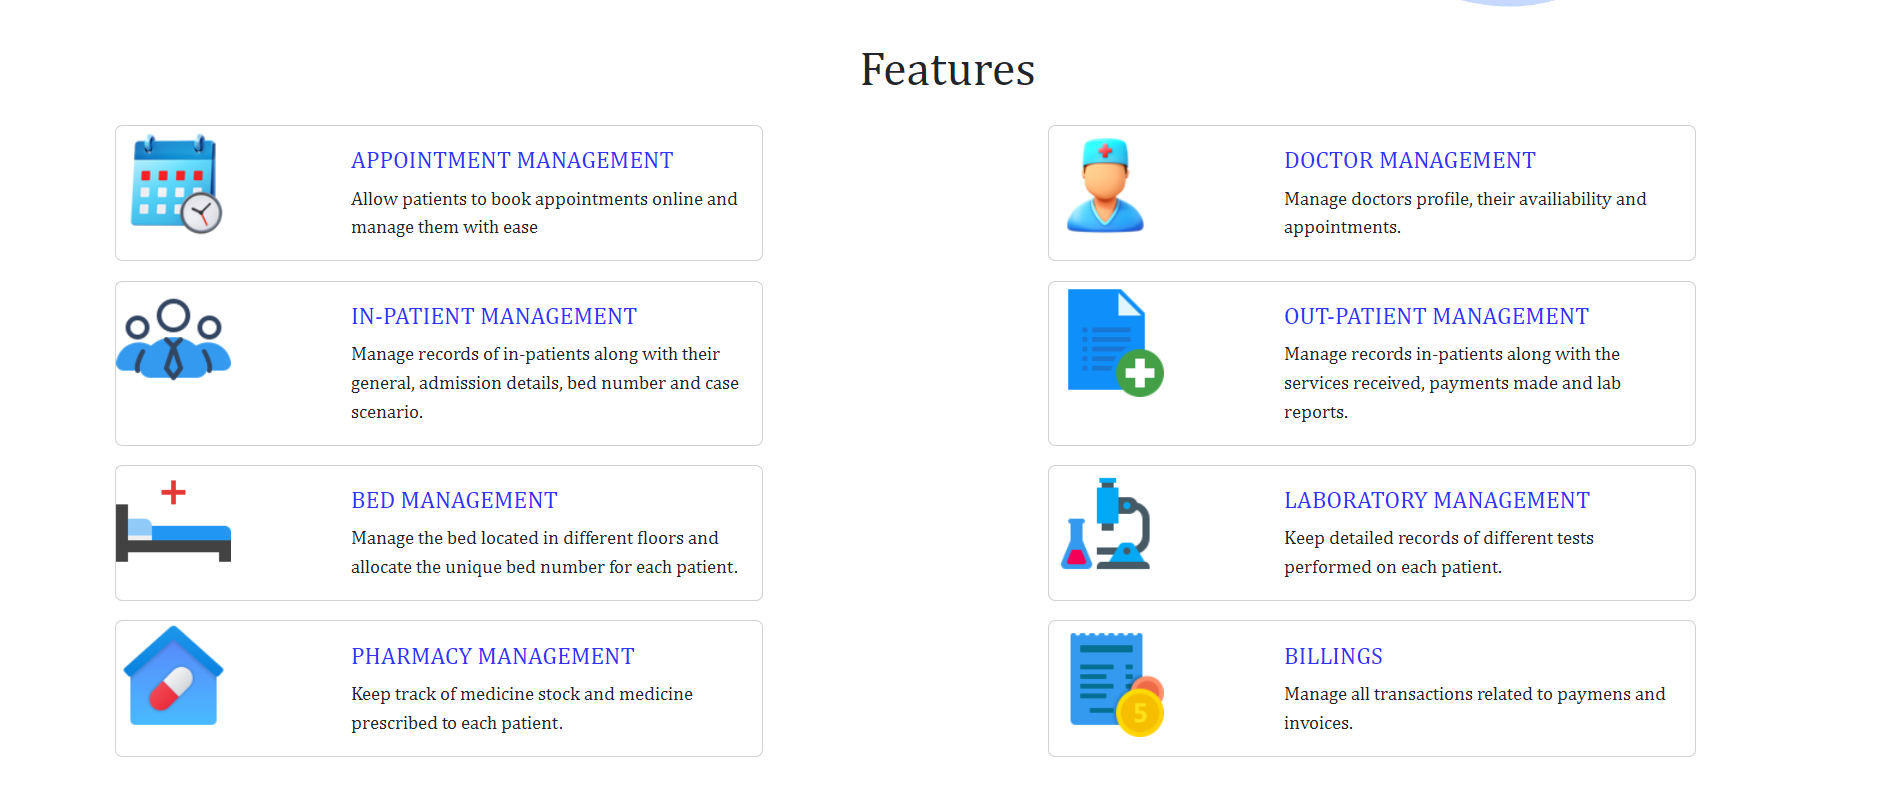 Features
APPOINTMENT MANAGEMENT
Allow patients to book appointments online and
manage them with ease
DOCTOR MANAGEMENT
Manage doctors profile, their availiability and
appointments.
IN-PATIENT MANAGEMENT
Manage records of in-patients along with their
general, admission details, bed number and case
scenario.
OUT-PATIENT MANAGEMENT
Manage records in-patients along with the
services received, payments made and lab
reports.
BED MANAGEMENT
Manage the bed located in different floors and
allocate the unique bed number for each patient.
LABORATORY MANAGEMENT
Keep detailed records of different tests
performed on each patient.
PHARMACY MANAGEMENT
Keep track of medicine stock and medicine
prescribed to each patient.
5
BILLINGS
Manage all transactions related to paymens and
invoices.